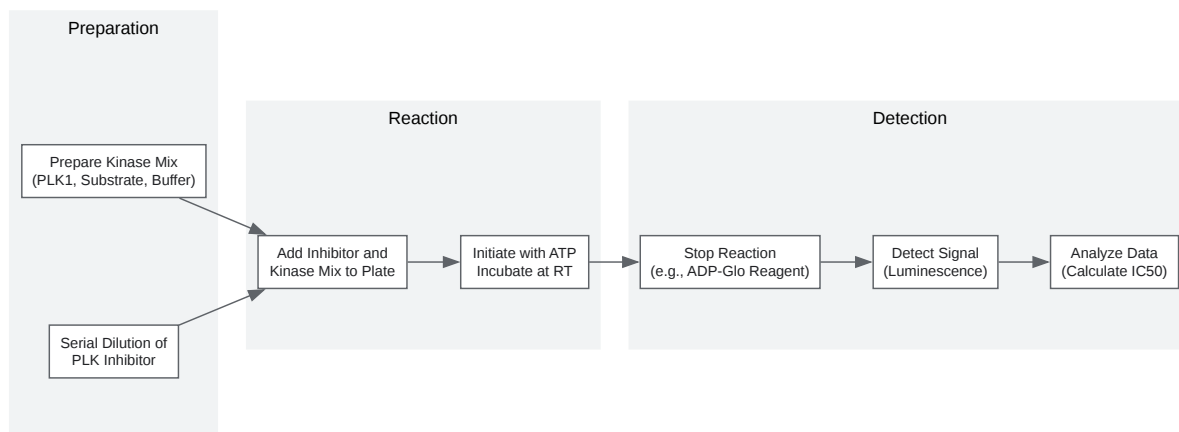 Preparation
Prepare Kinase Mix
(PLK1, Substrate, Buffer)
Serial Dilution of
PLK Inhibitor
Reaction
Add Inhibitor and
Kinase Mix to Plate
Initiate with ATP
Incubate at RT
Detection
Stop Reaction
(e.g., ADP-Glo Reagent)
Detect Signal
(Luminescence)
Analyze Data
(Calculate IC50)